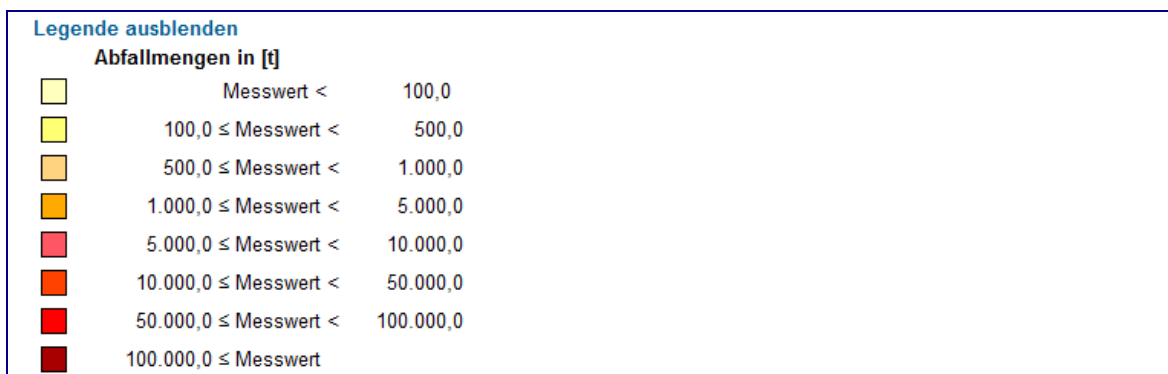 Legende ausblenden
Abfallmengen in [t]
Messwert < 100,0
100,0 ≤ Messwert < 500,0
500,0 ≤ Messwert < 1.000,0
1.000,0 ≤ Messwert < 5.000,0
5.000,0 ≤ Messwert < 10.000,0
10.000,0 ≤ Messwert < 50.000,0
50.000,0 ≤ Messwert < 100.000,0
100.000,0 ≤ Messwert